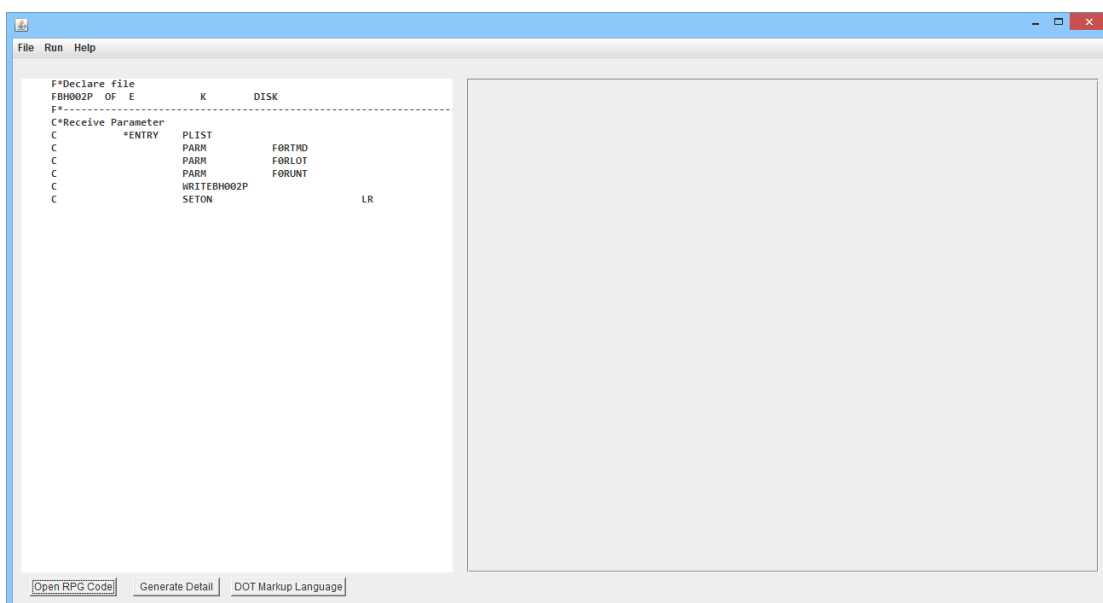 File Run Help
F*Declare file
FBH002P OF E K DISK
F*------------------------------------------------------------------
C*Receive Parameter
C *ENTRY PLIST
C PARM F0RTMD
C PARM F0RLOT
C PARM F0RUNT
C WRITEBH002P
C SETON LR
Open RPG Code Generate Detail DOT Markup Language